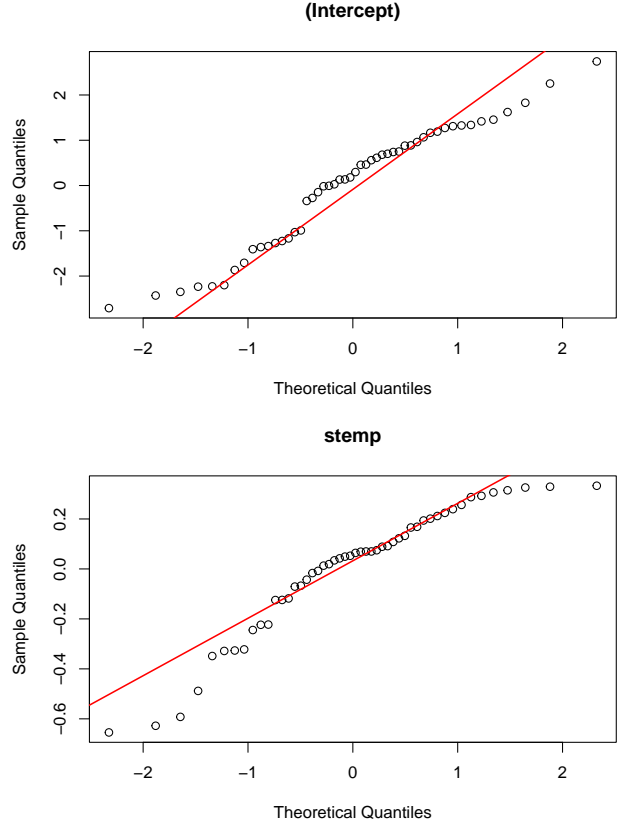 (Intercept)
2
1
0
−1
−2
Sample Quantiles
−2 −1 0 1 2
Theoretical Quantiles
stemp
0.2
0.0
−0.2
−0.4
−0.6
Sample Quantiles
−2 −1 0 1 2
Theoretical Quantiles